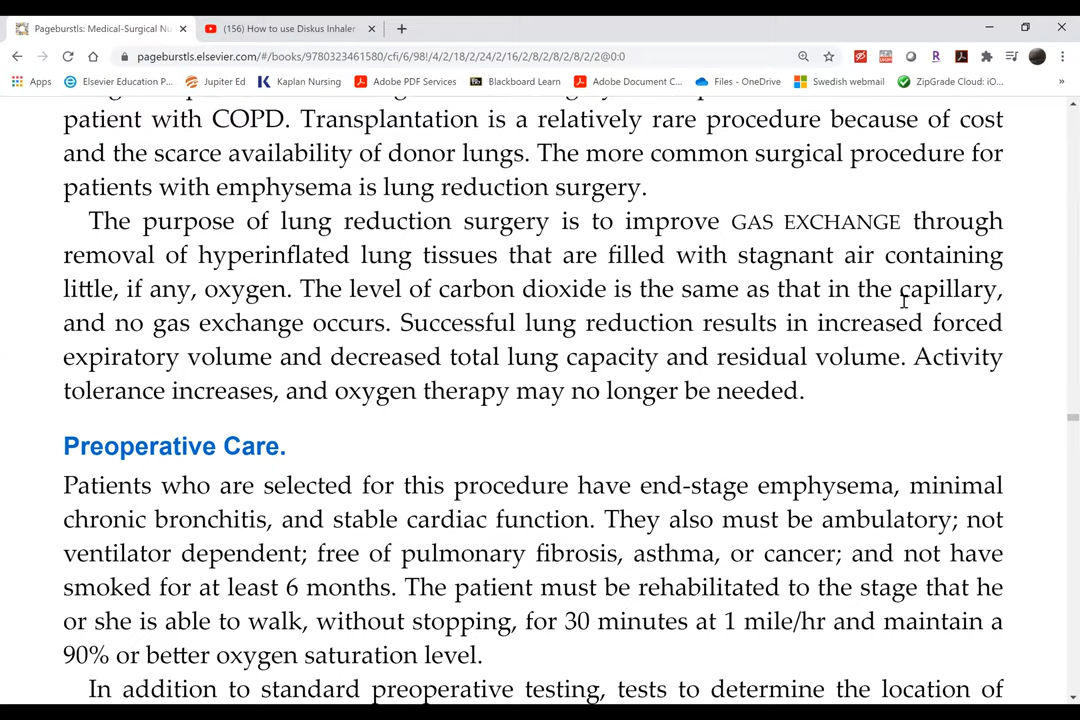 Pageburstls: Medical-Surgical Nu
(156) How to use Diskus Inhaler
pageburstls.elsevier.com/#/books/9780323461580/cfi/6/98!/4/2/18/2/24/2/16/2/8/2/8/2/8/2/8/2/2@0:0
Apps Elsevier Education P... Jupiter Ed Kaplan Nursing Adobe PDF Services Blackboard Learn Adobe Document C... Files - OneDrive Swedish webmail ZipGrade Cloud: iO... »
patient with COPD. Transplantation is a relatively rare procedure because of cost
and the scarce availability of donor lungs. The more common surgical procedure for
patients with emphysema is lung reduction surgery.
The purpose of lung reduction surgery is to improve GAS EXCHANGE through
removal of hyperinflated lung tissues that are filled with stagnant air containing
little, if any, oxygen. The level of carbon dioxide is the same as that in the capillary,
and no gas exchange occurs. Successful lung reduction results in increased forced
expiratory volume and decreased total lung capacity and residual volume. Activity
tolerance increases, and oxygen therapy may no longer be needed.
Preoperative Care.
Patients who are selected for this procedure have end-stage emphysema, minimal
chronic bronchitis, and stable cardiac function. They also must be ambulatory; not
ventilator dependent; free of pulmonary fibrosis, asthma, or cancer; and not have
smoked for at least 6 months. The patient must be rehabilitated to the stage that he
or she is able to walk, without stopping, for 30 minutes at 1 mile/hr and maintain a
90% or better oxygen saturation level.
In addition to standard preoperative testing, tests to determine the location of